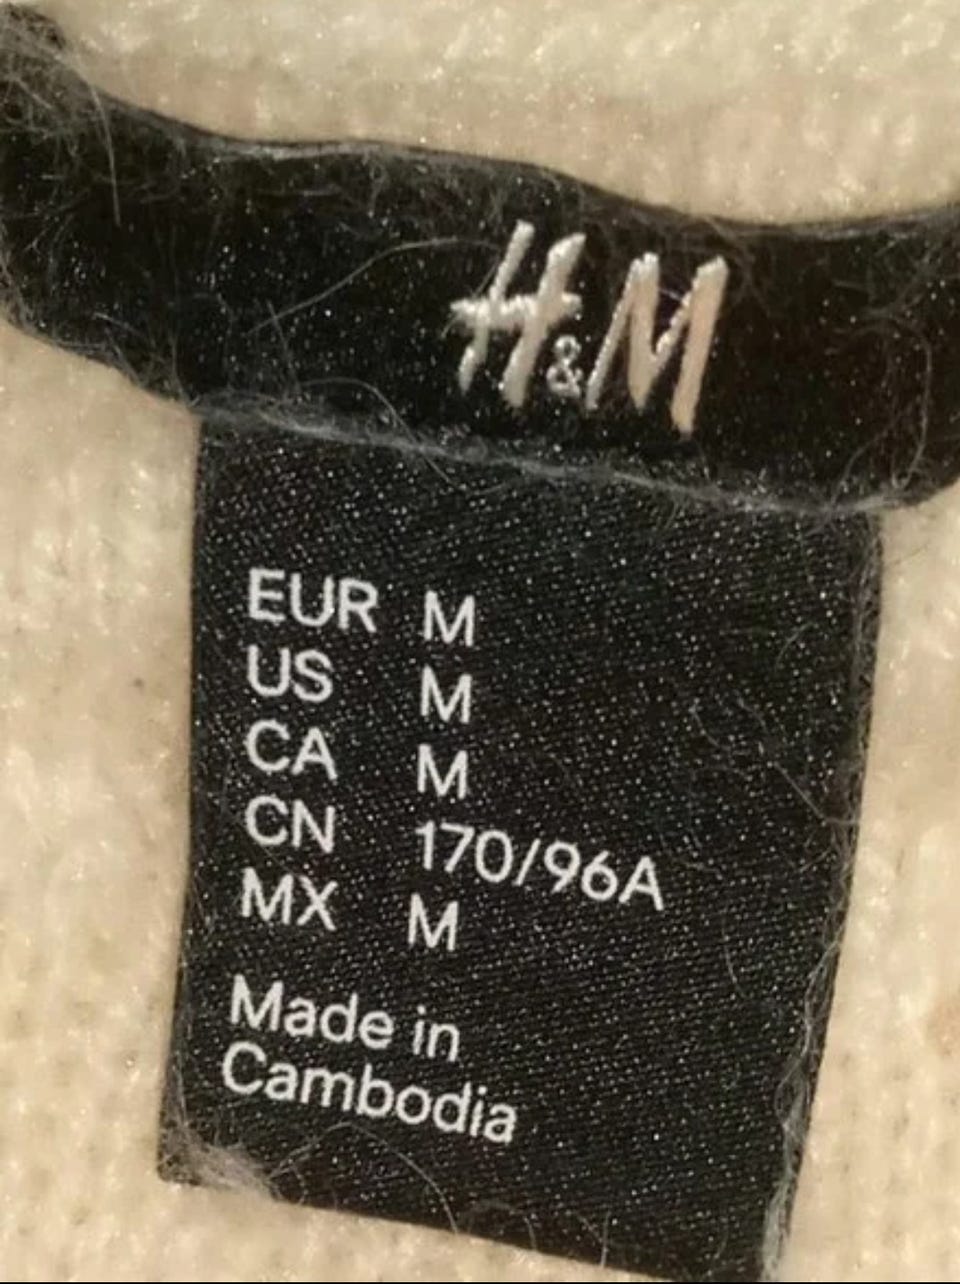 H&M
EUR M
US M
CA M
CN 170/96A
MX M
Made in
Cambodia